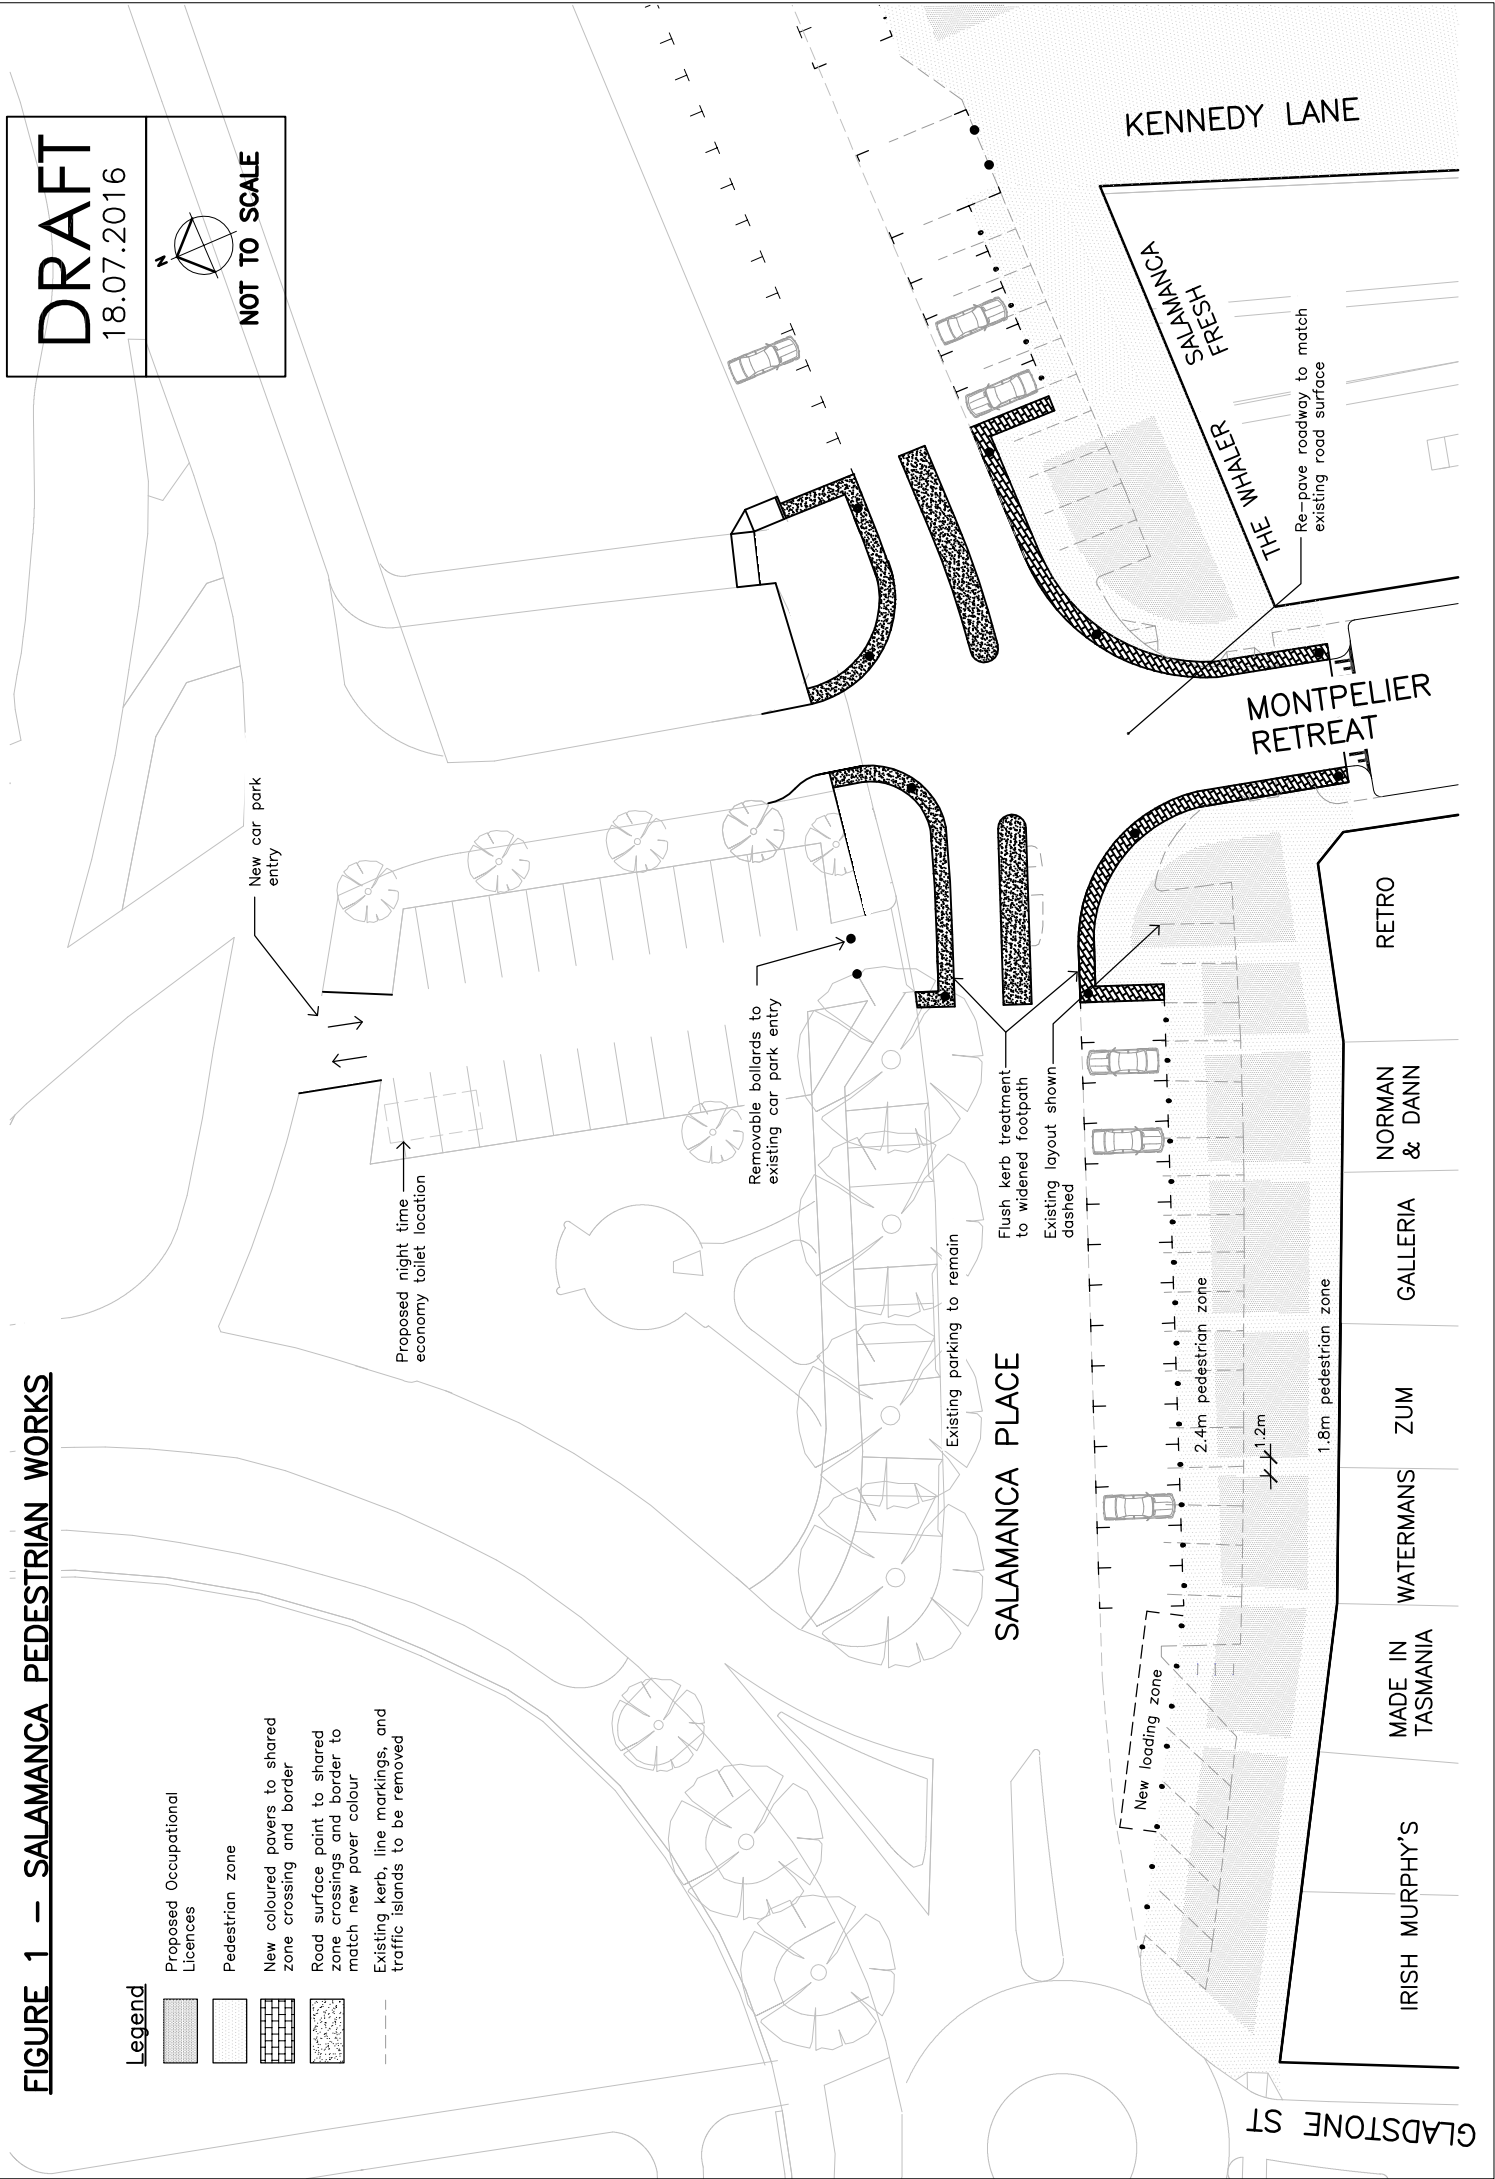 FIGURE 1 – SALAMANCA PEDESTRIAN WORKS
DRAFT
18.07.2016
N
NOT TO SCALE
Legend
Proposed Occupational
Licences
Pedestrian zone
New coloured pavers to shared
zone crossing and border
Road surface paint to shared
zone crossings and border to
match new paver colour
Existing kerb, line markings, and
traffic islands to be removed
New car park
entry
Proposed night time
economy toilet location
Removable bollards to
existing car park entry
Existing parking to remain
Flush kerb treatment
to widened footpath
Existing layout shown
dashed
SALAMANCA PLACE
New loading zone
2.4m pedestrian zone
1.2m
1.8m pedestrian zone
GLADSTONE ST
IRISH MURPHY'S
MADE IN
TASMANIA
WATERMANS
ZUM
GALLERIA
NORMAN
& DANN
RETRO
MONTPELIER
RETREAT
THE WHALER
SALAMANCA
FRESH
Re-pave roadway to match
existing road surface
KENNEDY LANE